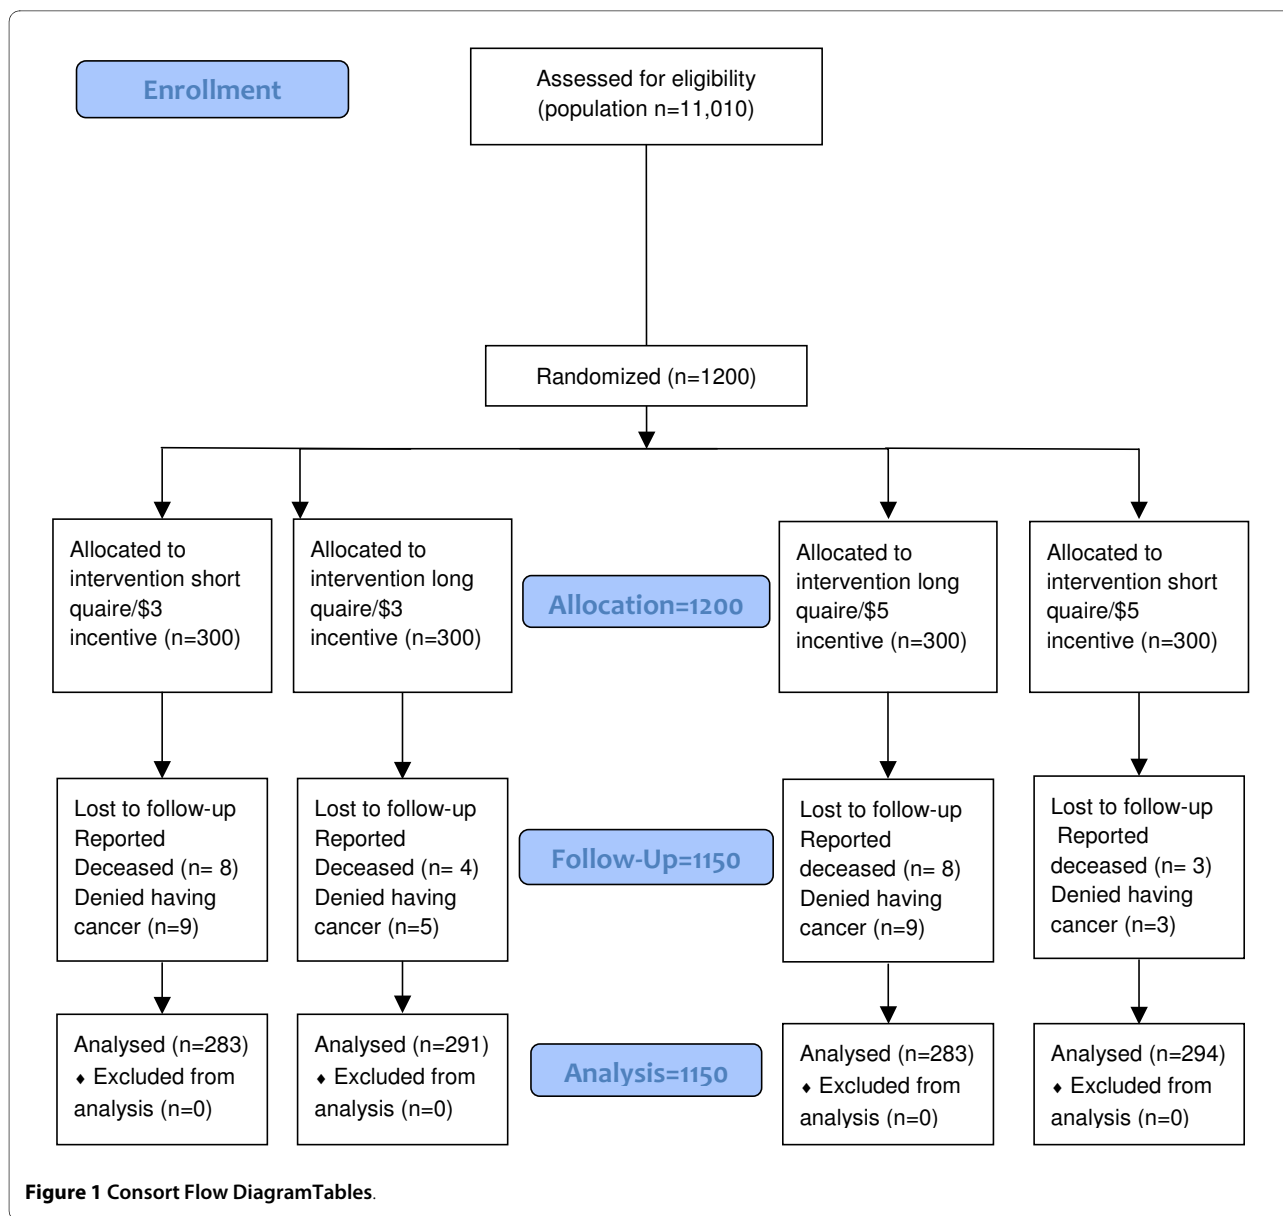 Enrollment
Assessed for eligibility
(population n=11,010)
Randomized (n=1200)
Allocated to
intervention short
quaire/$3
incentive (n=300)
Allocated to
intervention long
quaire/$3
incentive (n=300)
Allocation=1200
Allocated to
intervention long
quaire/$5
incentive (n=300)
Allocated to
intervention short
quaire/$5
incentive (n=300)
Lost to follow-up
Reported
Deceased (n= 8)
Denied having
cancer (n=9)
Lost to follow-up
Reported
Deceased (n= 4)
Denied having
cancer (n=5)
Follow-Up=1150
Lost to follow-up
Reported
deceased (n= 8)
Denied having
cancer (n=9)
Lost to follow-up
Reported
deceased (n= 3)
Denied having
cancer (n=3)
Analysed (n=283)
♦ Excluded from
analysis (n=0)
Analysed (n=291)
♦ Excluded from
analysis (n=0)
Analysis=1150
Analysed (n=283)
♦ Excluded from
analysis (n=0)
Analysed (n=294)
♦ Excluded from
analysis (n=0)
Figure 1 Consort Flow DiagramTables.